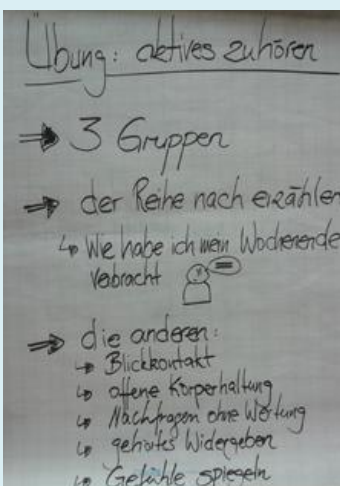 Übung: aktives zuhören
3 Gruppen
der Reihe nach erzählen
Wie habe ich mein Wochenende
verbracht
die anderen:
Blickkontakt
offene Körperhaltung
Nachfragen ohne Wertung
gehörtes Widergeben
Gefühle spiegeln